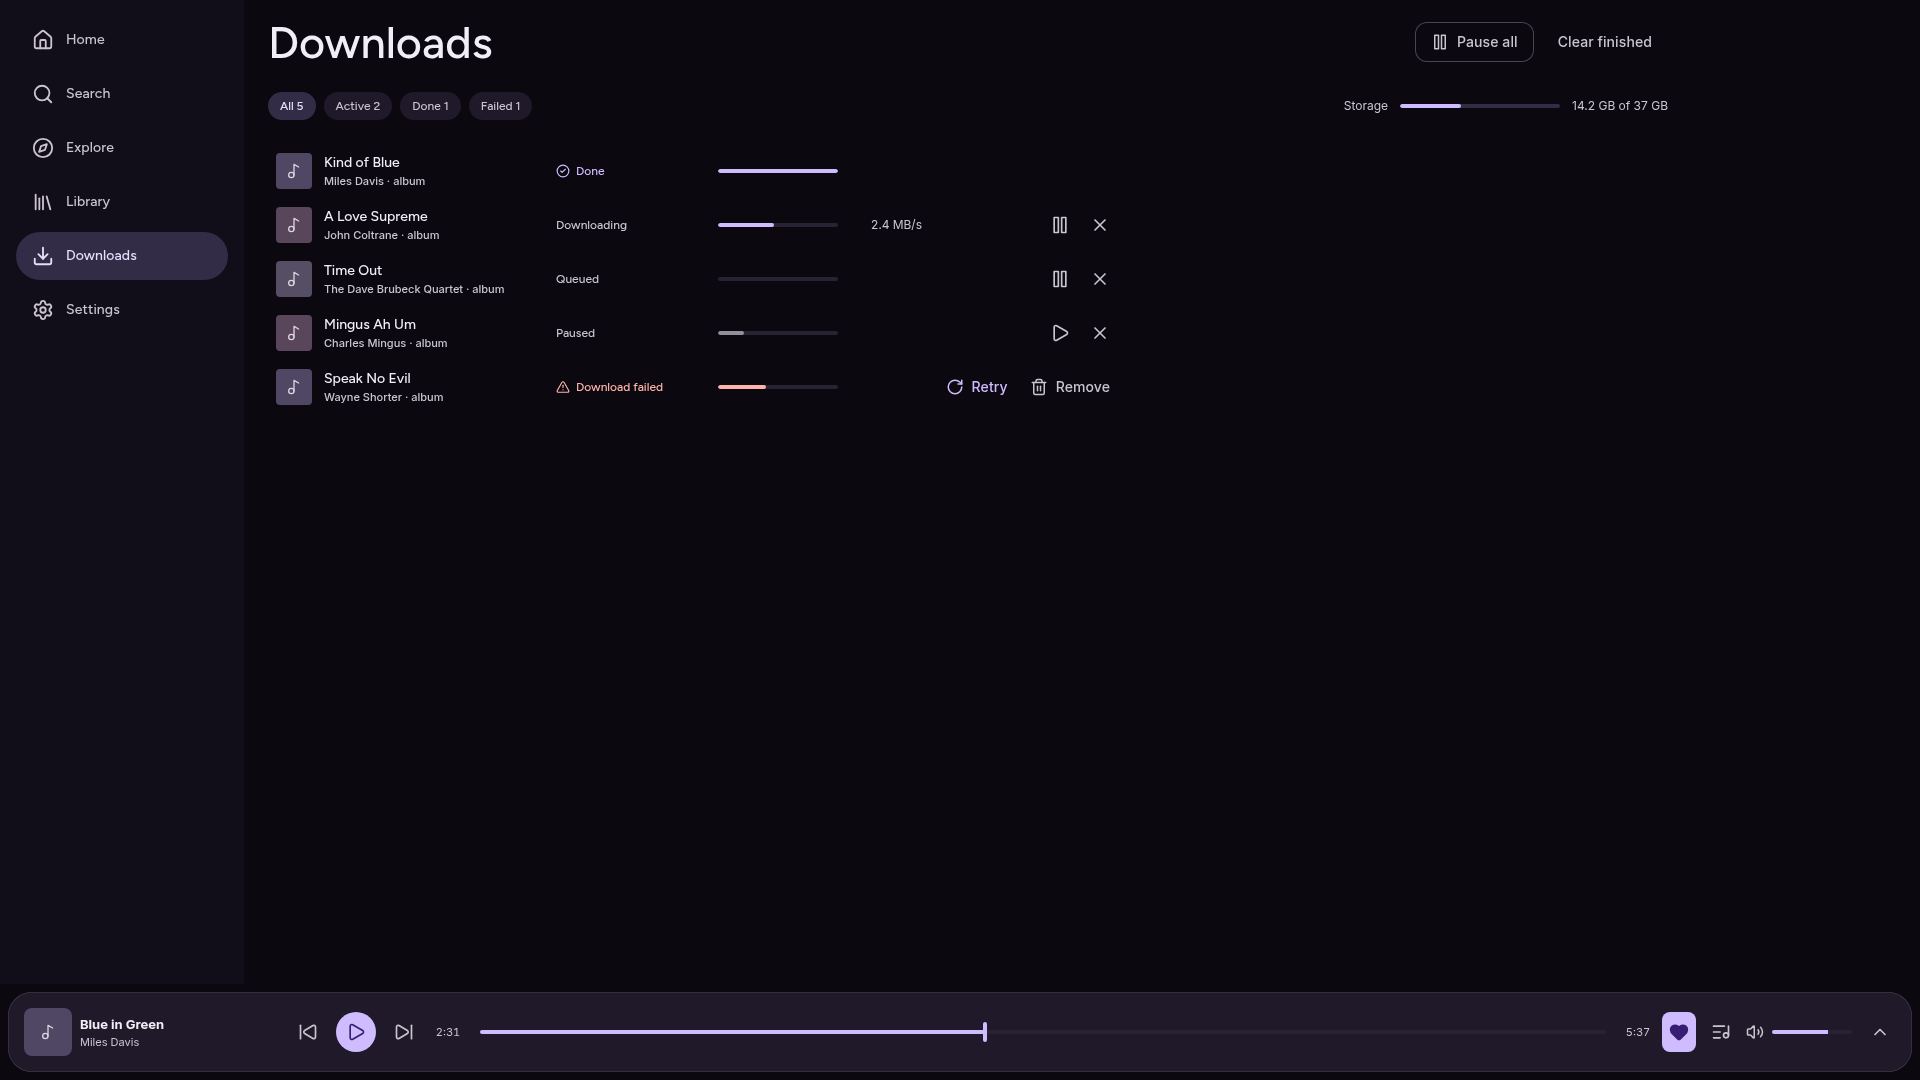 Home
Search
Explore
Library
Downloads
Settings
Downloads
Pause all
Clear finished
All 5
Active 2
Done 1
Failed 1
Storage
14.2 GB of 37 GB
Kind of Blue
Miles Davis · album
Done
A Love Supreme
John Coltrane · album
Downloading
2.4 MB/s
Time Out
The Dave Brubeck Quartet · album
Queued
Mingus Ah Um
Charles Mingus · album
Paused
Speak No Evil
Wayne Shorter · album
Download failed
Retry
Remove
Blue in Green
Miles Davis
2:31
5:37